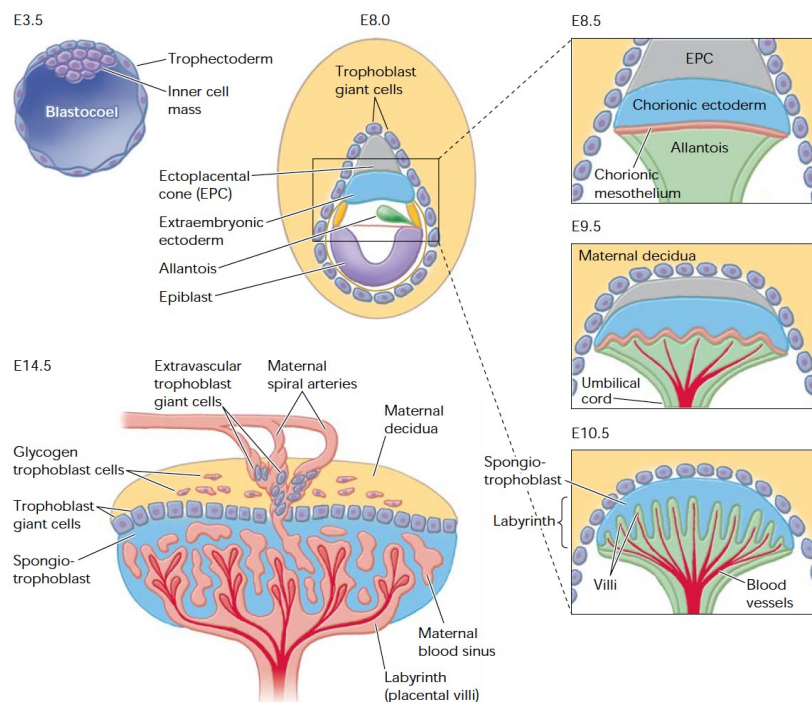 E3.5
Trophectoderm
Inner cell
mass
Blastocoel
E8.0
Trophoblast
giant cells
Ectoplacental
cone (EPC)
Extraembryonic
ectoderm
Allantois
Epiblast
E8.5
EPC
Chorionic ectoderm
Allantois
Chorionic
mesothelium
E9.5
Maternal decidua
Umbilical
cord
E10.5
Spongio-
trophoblast
Labyrinth
Villi
Blood
vessels
E14.5
Extravascular
trophoblast
giant cells
Maternal
spiral arteries
Maternal
decidua
Glycogen
trophoblast cells
Trophoblast
giant cells
Spongio-
trophoblast
Maternal
blood sinus
Labyrinth
(placental villi)